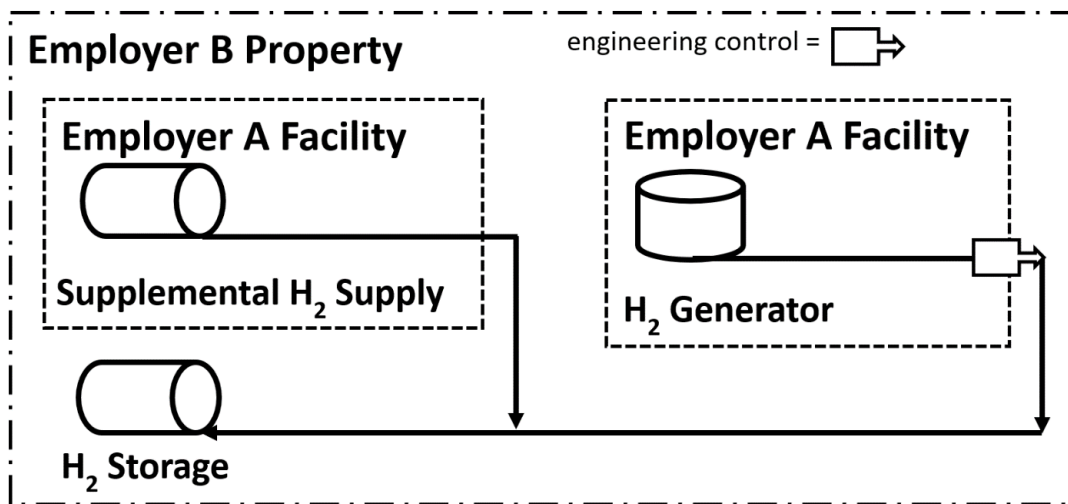 Employer B Property
engineering control =
Employer A Facility
Supplemental H₂ Supply
Employer A Facility
H₂ Generator
H₂ Storage